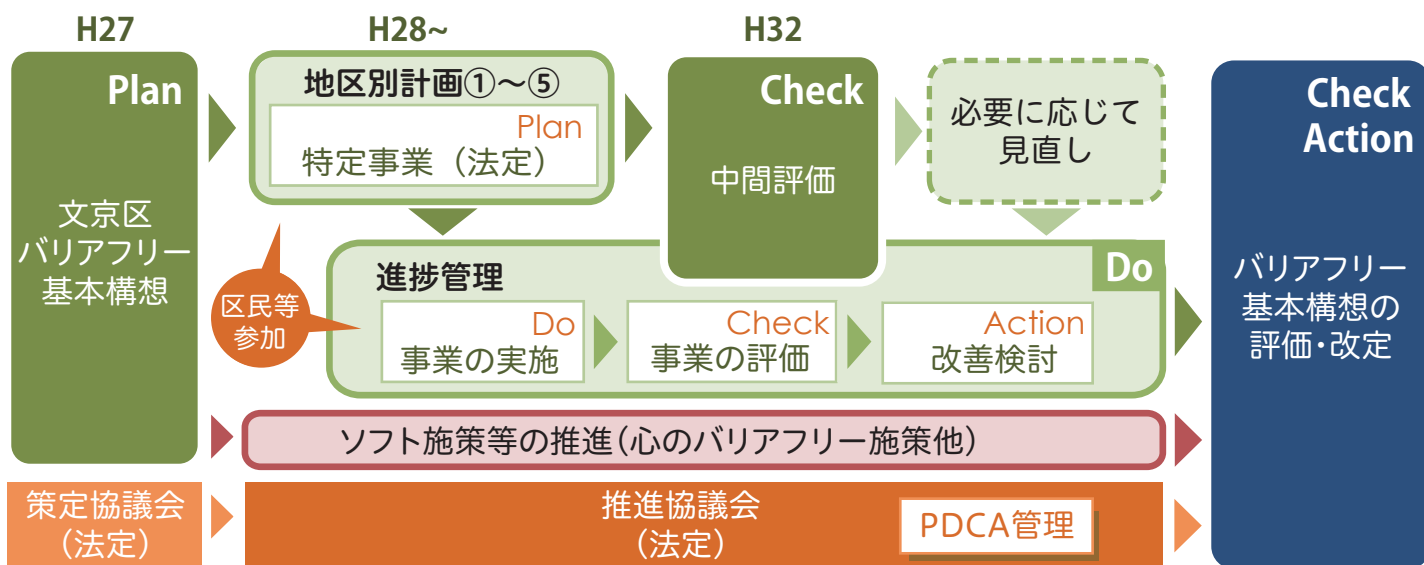 H27
H28~
H32
Plan
文京区
バリアフリー
基本構想
地区別計画①～⑤
Plan
特定事業（法定）
Check
中間評価
必要に応じて
見直し
Check
Action
バリアフリー
基本構想の
評価・改定
区民等
参加
進捗管理
Do
Do
事業の実施
Check
事業の評価
Action
改善検討
ソフト施策等の推進（心のバリアフリー施策他）
策定協議会
（法定）
推進協議会
（法定）
PDCA管理